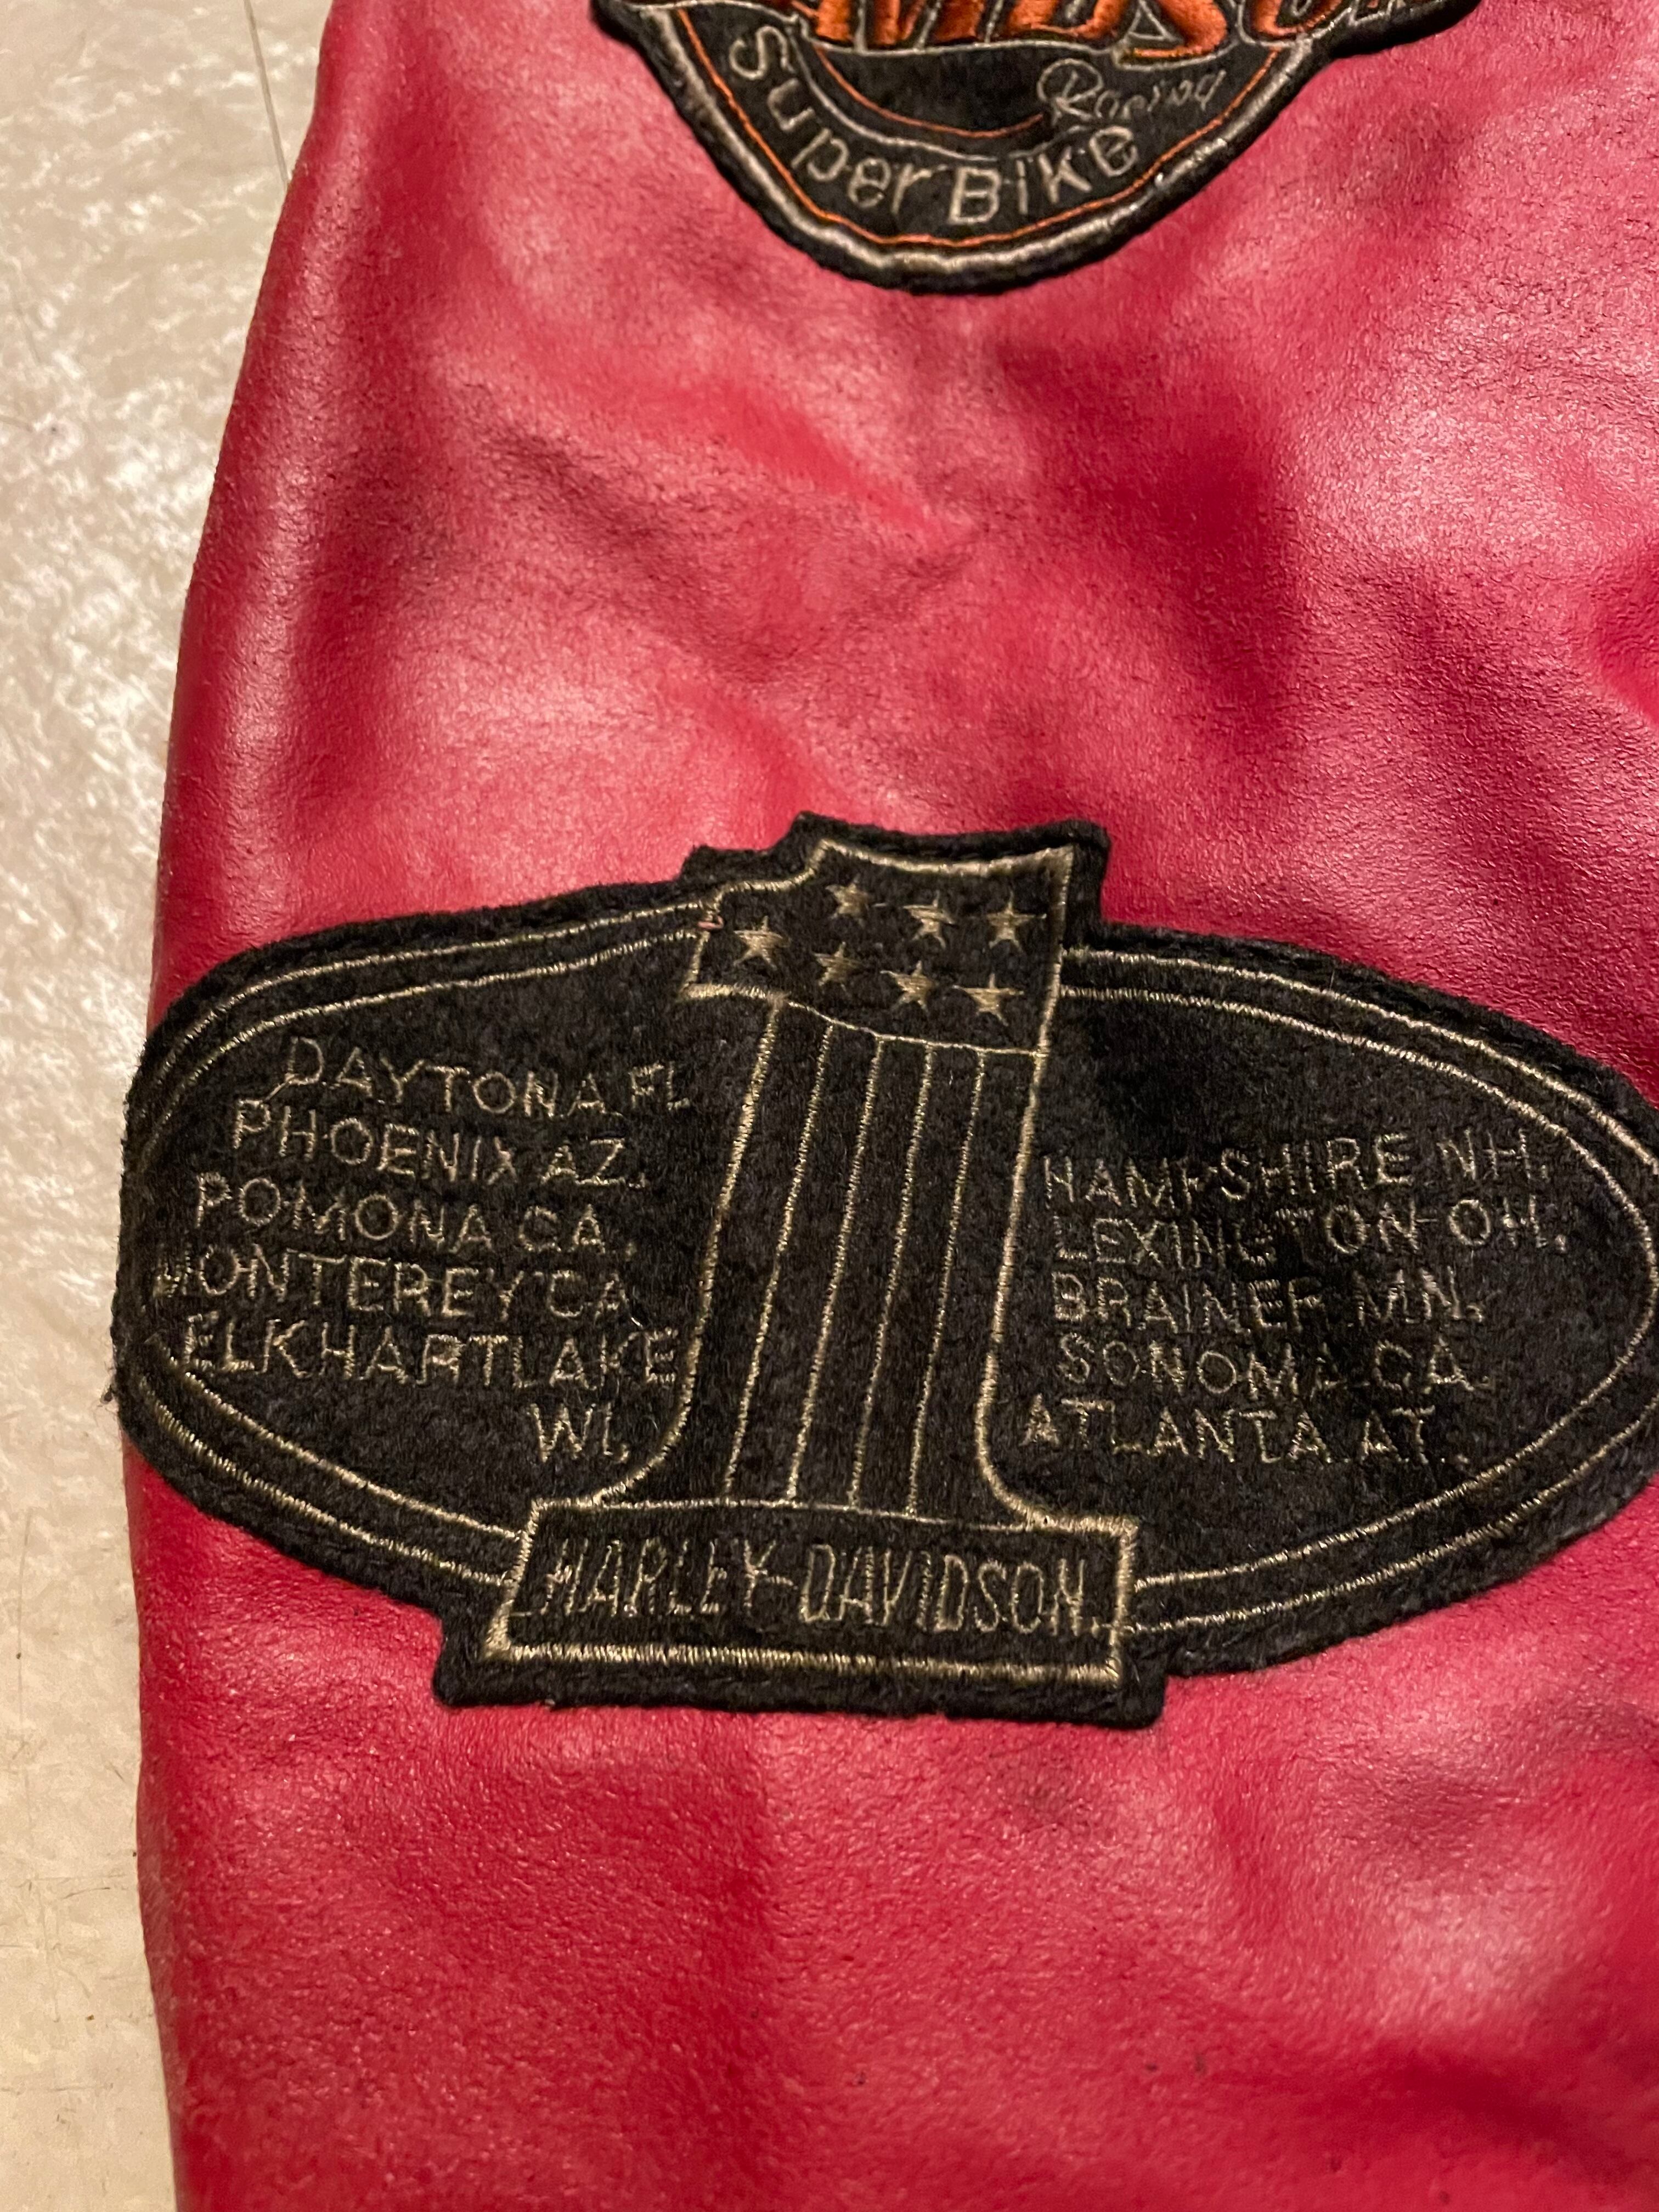 Racing
Super Bike
DAYTONA FL
PHOENIX AZ.
POMONA CA,
MONTEREY CA
ELKHART LAKE
WI,
HAMPSHIRE NH.
LEXINGTON OH.
BRAINER MN.
SONOMA CA.
ATLANTA AT.
HARLEY-DAVIDSON.